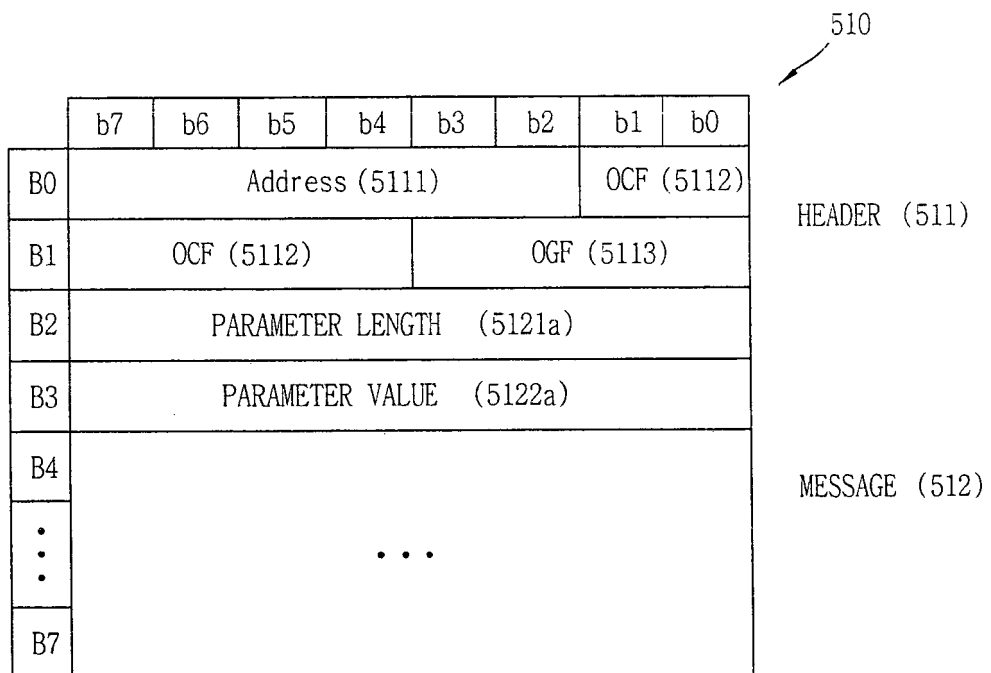 510
b7 b6 b5 b4 b3 b2 b1 b0
B0 Address (5111) OCF (5112)
HEADER (511)
B1 OCF (5112) OGF (5113)
B2 PARAMETER LENGTH (5121a)
B3 PARAMETER VALUE (5122a)
B4
MESSAGE (512)
...
B7